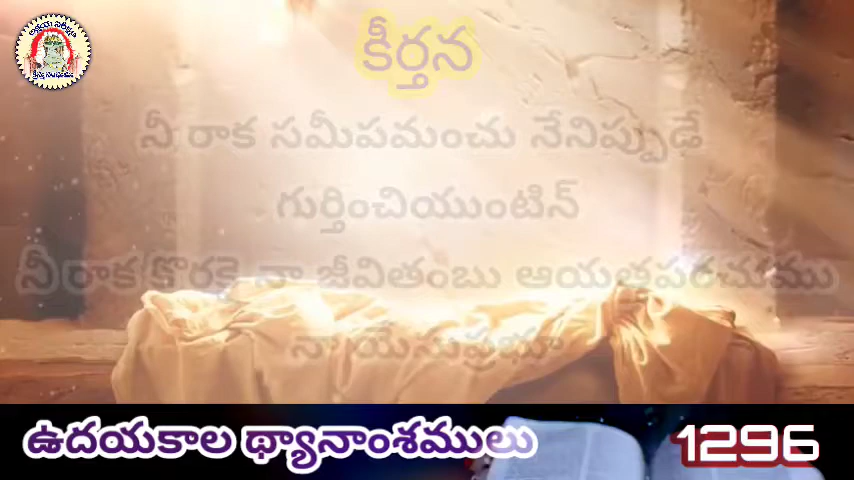 కీర్తన
నీ రాక సమీపమంచు నేనిప్పుడే
గుర్తించియుంటిన్
నీరాక కొరకై నా జీవితంబు ఆయత్తపరచుము
నా యేసుప్రభూ
ఉదయకాల థ్యానాంశములు
1296